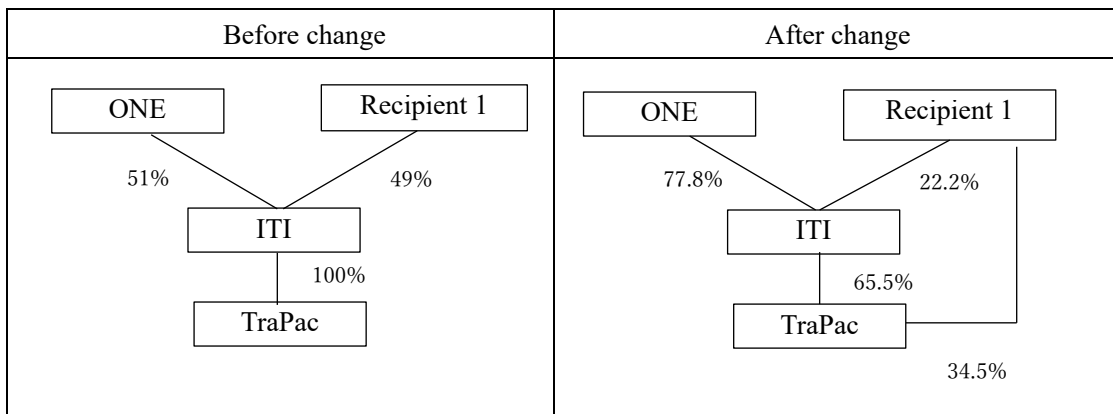 Before change
ONE
Recipient 1
51%
49%
ITI
100%
TraPac
After change
ONE
Recipient 1
77.8%
22.2%
ITI
65.5%
TraPac
34.5%